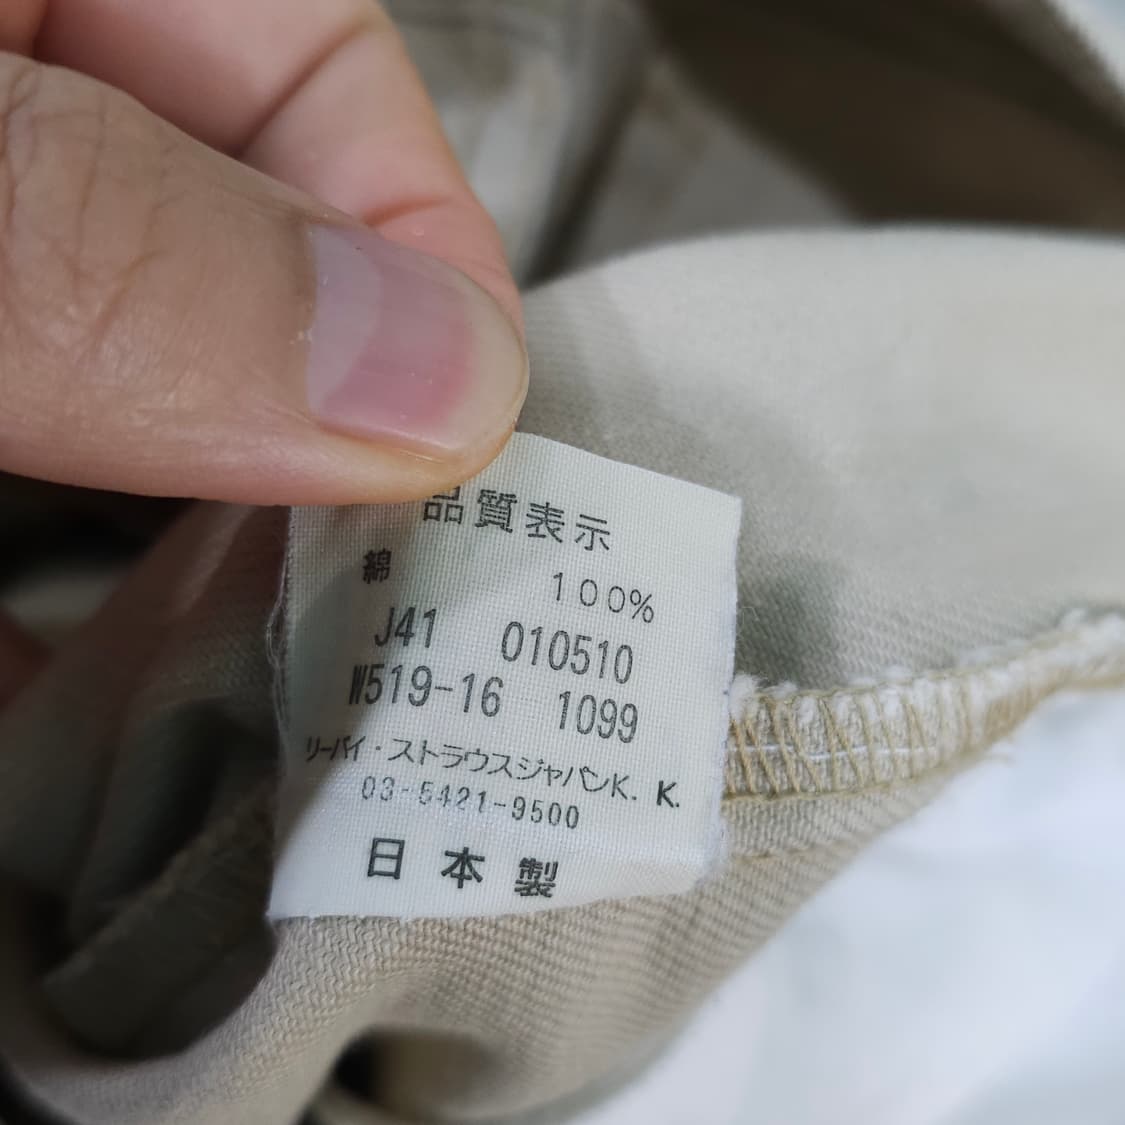 品質表示
綿 100%
J41 010510
W519-16 1099
リーバイ・ストラウスジャパンK.K.
03-5421-9500
日本製